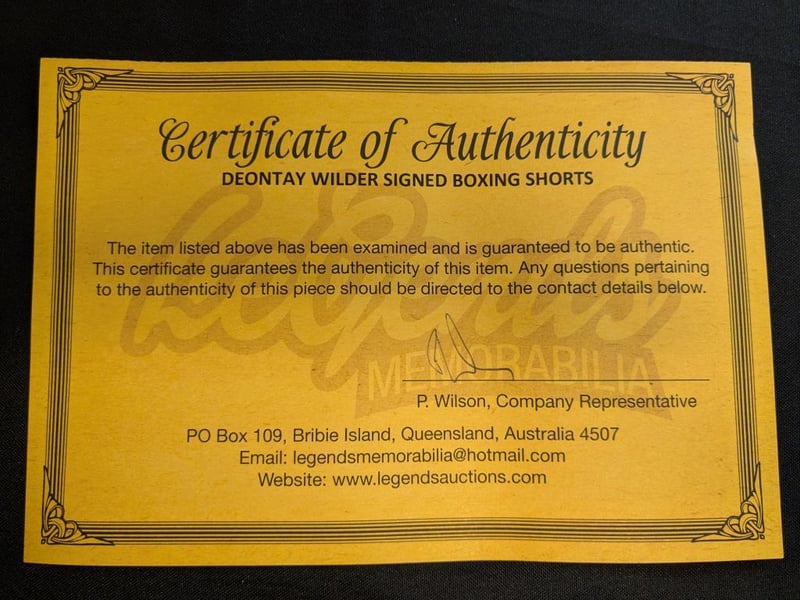 Certificate of Authenticity
DEONTAY WILDER SIGNED BOXING SHORTS
The item listed above has been examined and is guaranteed to be authentic.
This certificate guarantees the authenticity of this item. Any questions pertaining
to the authenticity of this piece should be directed to the contact details below.
Legends
MEMORABILIA
P. Wilson, Company Representative
PO Box 109, Bribie Island, Queensland, Australia 4507
Email: legendsmemorabilia@hotmail.com
Website: www.legendsauctions.com